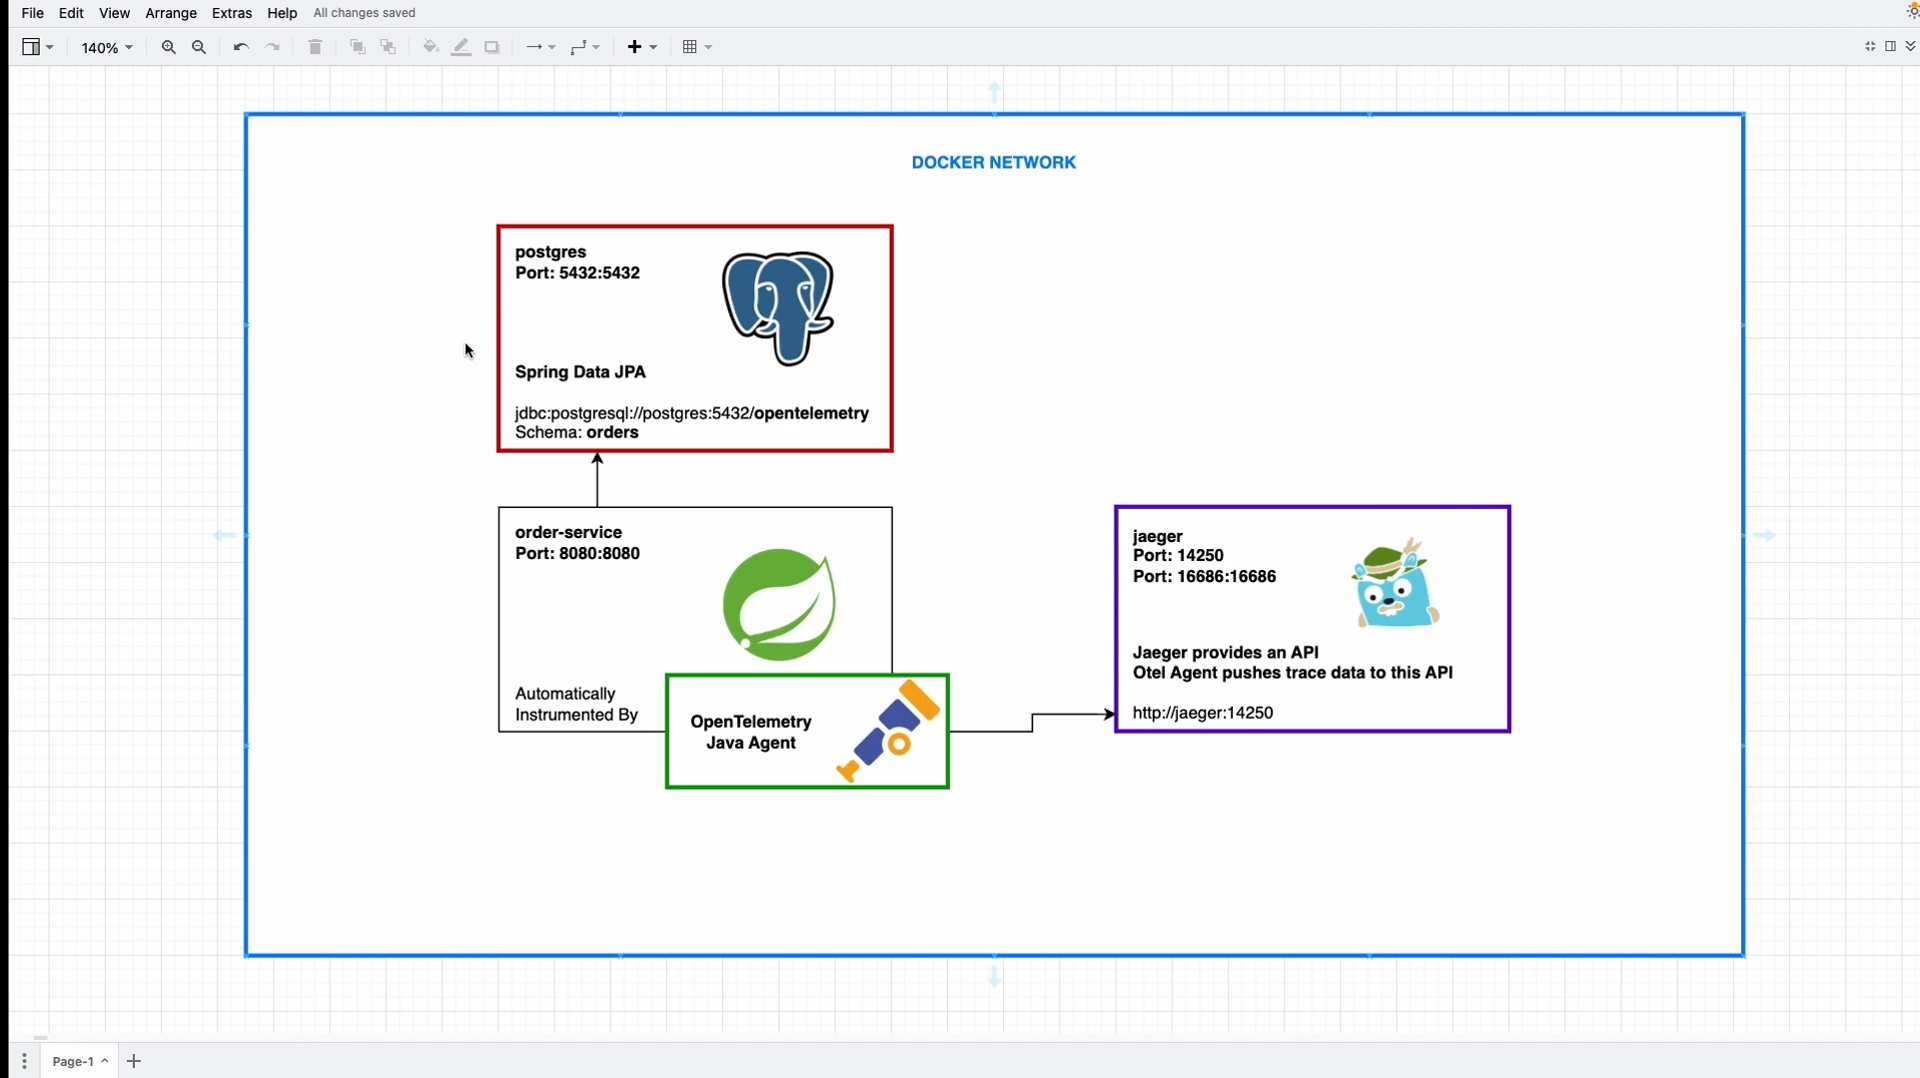 File Edit View Arrange Extras Help All changes saved
140%
DOCKER NETWORK
postgres
Port: 5432:5432
Spring Data JPA
jdbc:postgresql://postgres:5432/opentelemetry
Schema: orders
order-service
Port: 8080:8080
Automatically
Instrumented By
OpenTelemetry
Java Agent
jaeger
Port: 14250
Port: 16686:16686
Jaeger provides an API
Otel Agent pushes trace data to this API
http://jaeger:14250
Page-1